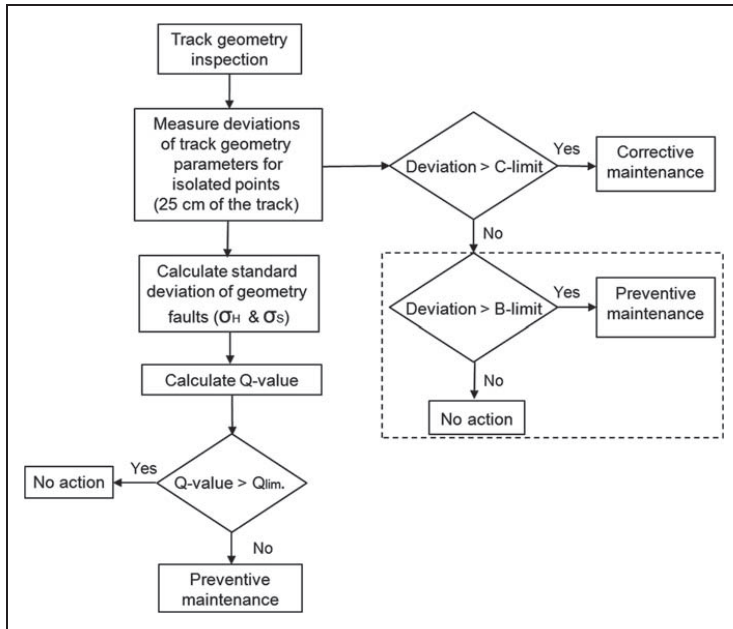 Track geometry
inspection
Measure deviations
of track geometry
parameters for
isolated points
(25 cm of the track)
Deviation > C-limit
Yes
Corrective
maintenance
No
Calculate standard
deviation of geometry
faults (σH & σS)
Deviation > B-limit
Yes
Preventive
maintenance
No
No action
Calculate Q-value
Q-value > Qlim.
Yes
No action
No
Preventive
maintenance